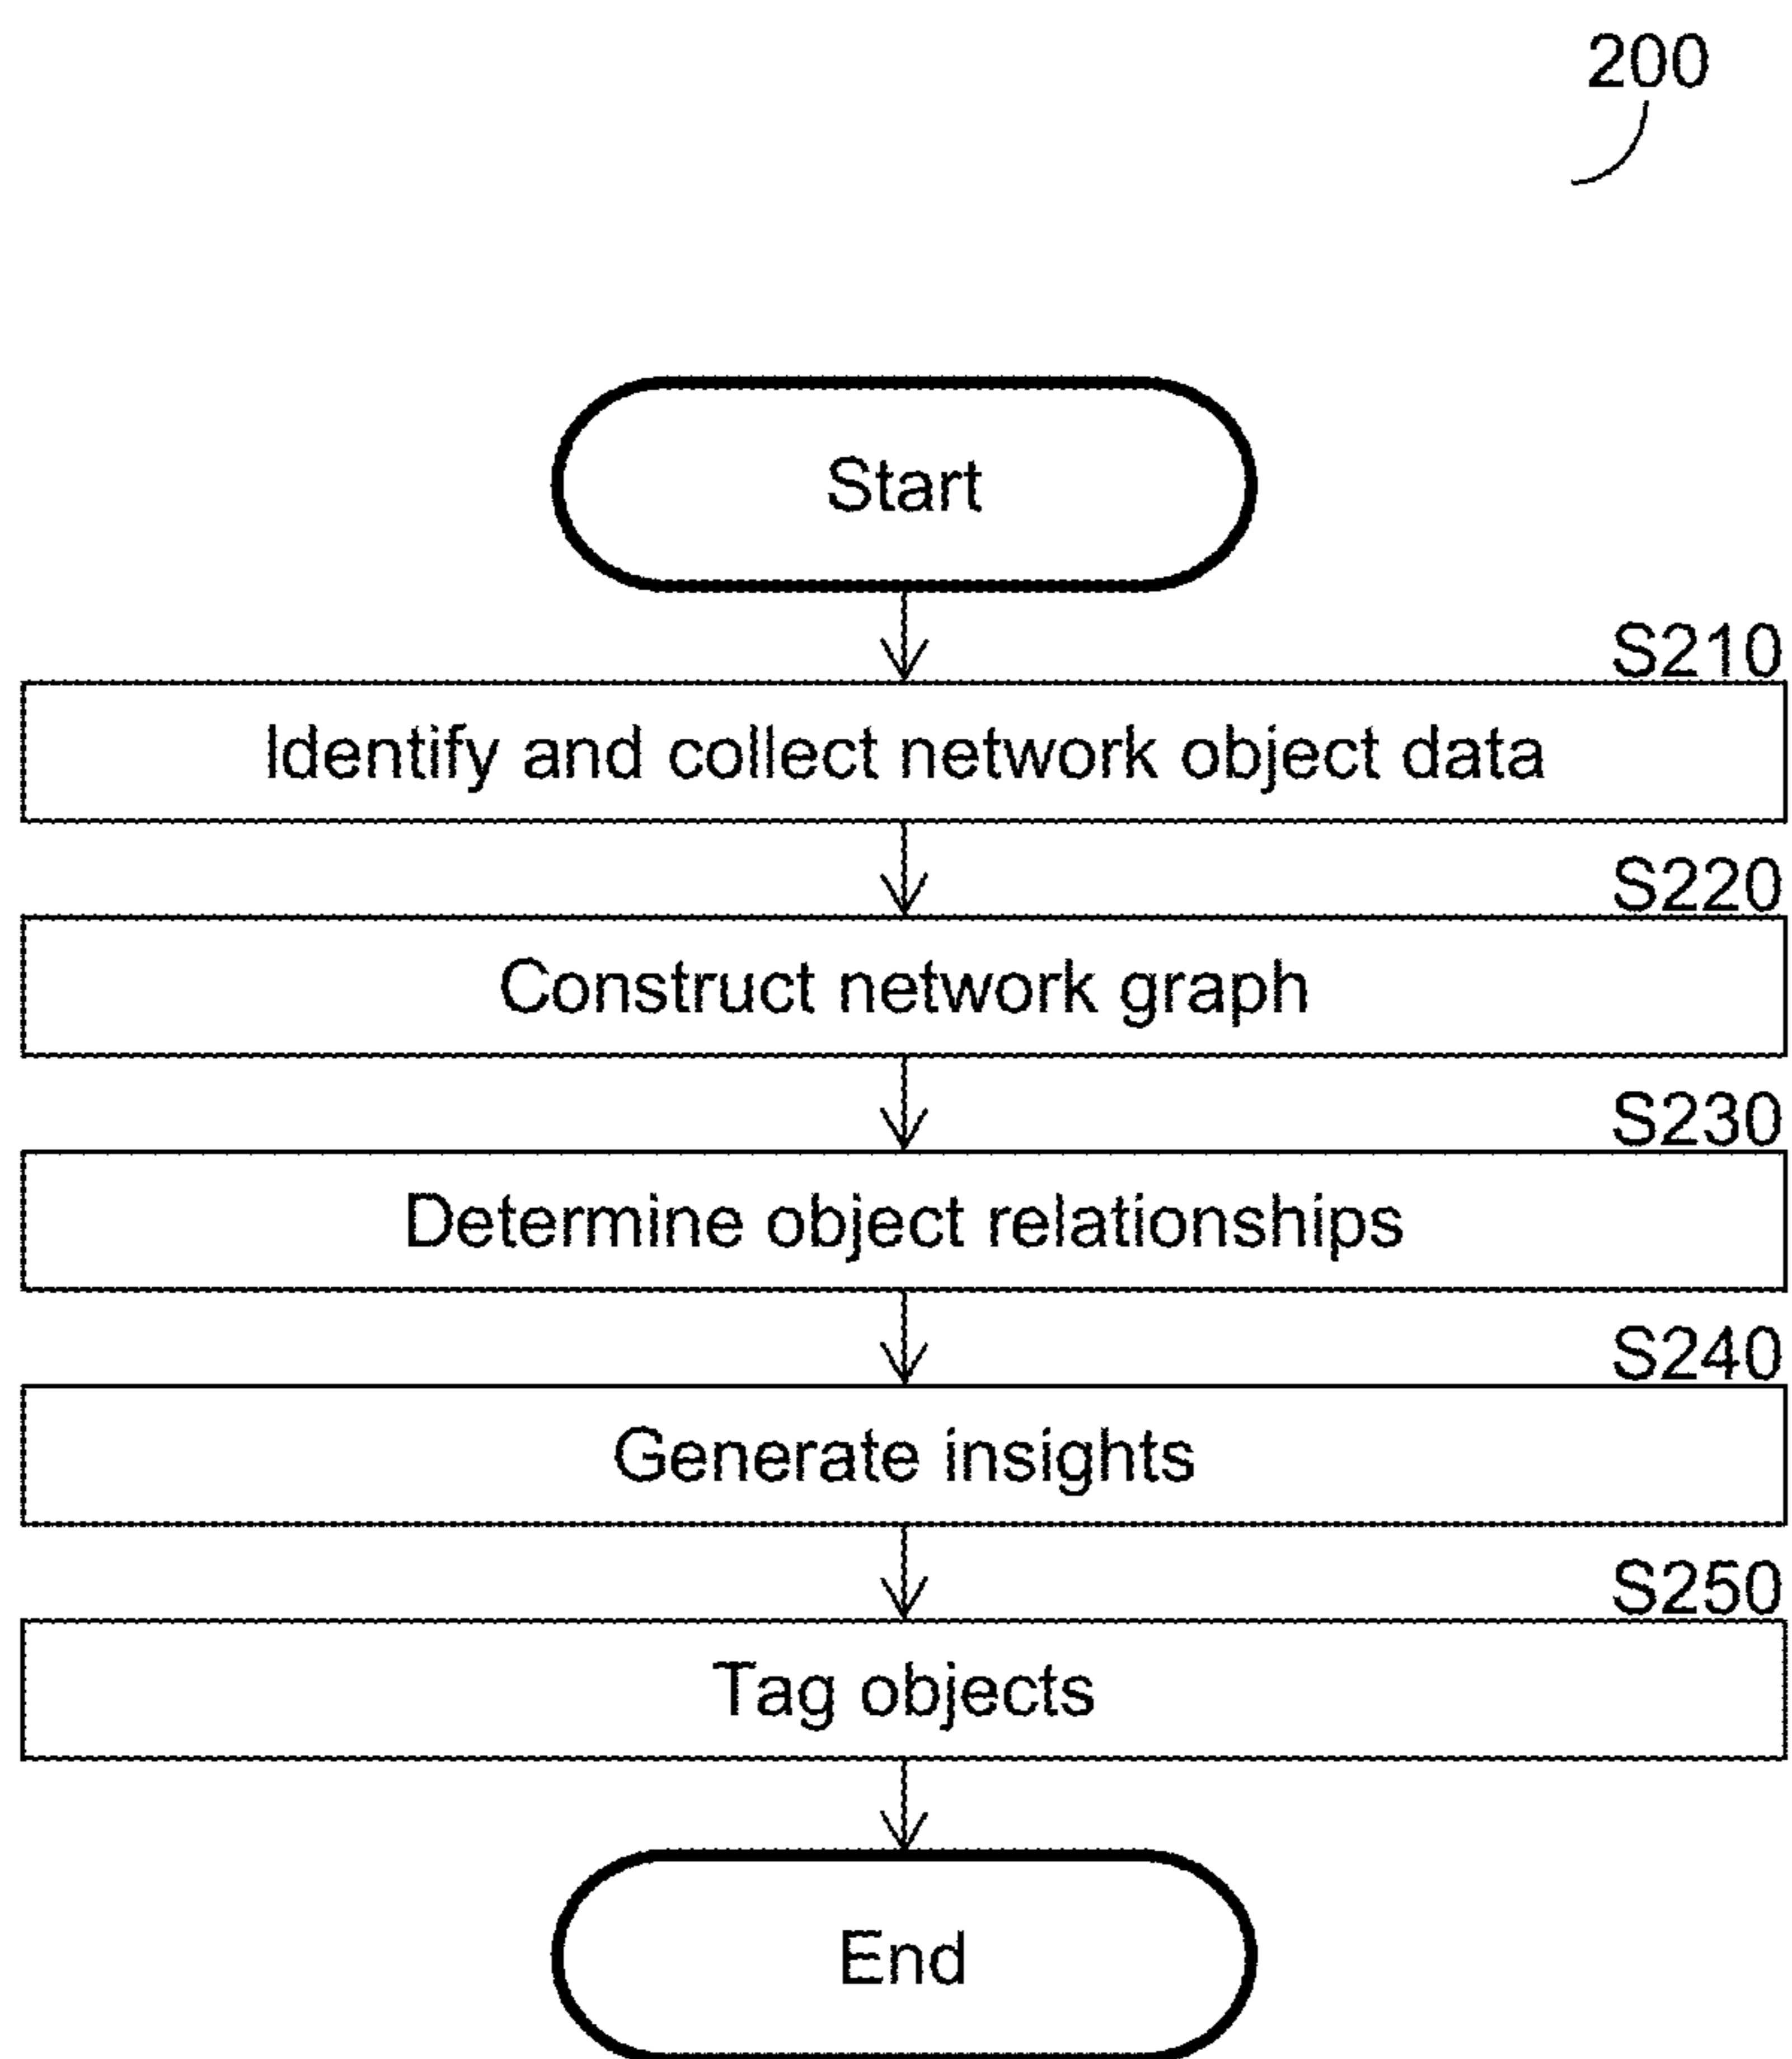 200
Start
S210
Identify and collect network object data
S220
Construct network graph
S230
Determine object relationships
S240
Generate insights
S250
Tag objects
End